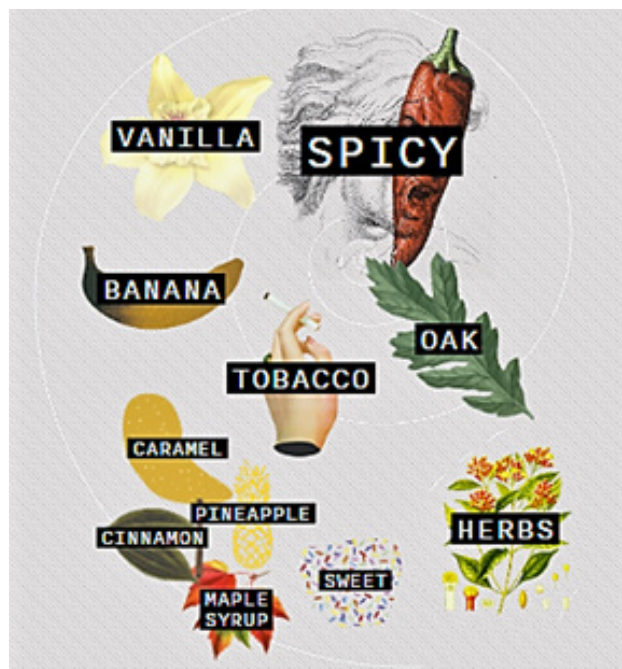 VANILLA
SPICY
BANANA
OAK
TOBACCO
CARAMEL
PINEAPPLE
CINNAMON
HERBS
SWEET
MAPLE
SYRUP